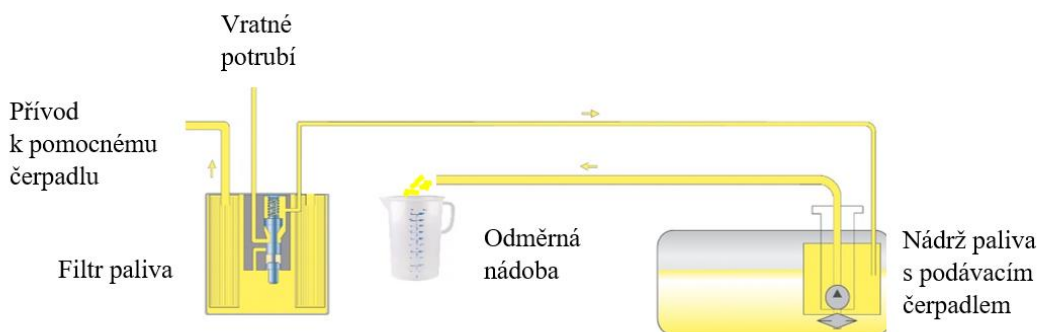 Vratné
potrubí
Přívod
k pomocnému
čerpadlu
Filtr paliva
Odměrná
nádoba
Nádrž paliva
s podávacím
čerpadlem